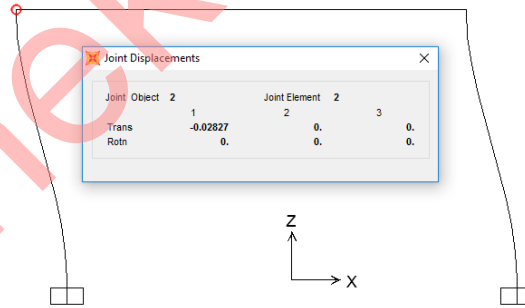 Joint Displacements
Joint Object 2 Joint Element 2
1 2 3
Trans -0.02827 0. 0.
Rotn 0. 0. 0.
Z
X